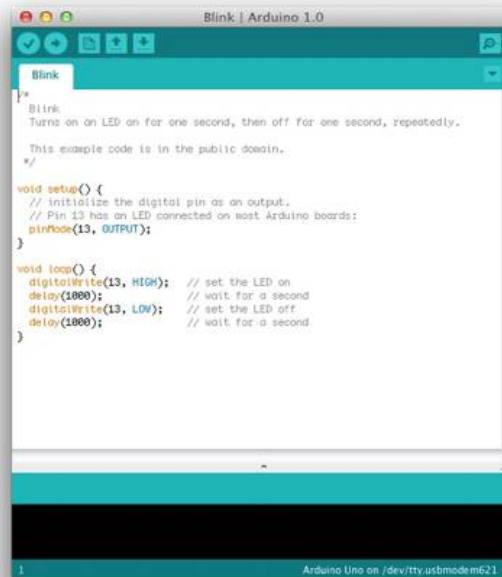 Blink | Arduino 1.0
Blink
/*
  Blink
  Turns on an LED on for one second, then off for one second, repeatedly.

  This example code is in the public domain.
 */

void setup() {
  // initialize the digital pin as an output.
  // Pin 13 has an LED connected on most Arduino boards:
  pinMode(13, OUTPUT);
}

void loop() {
  digitalWrite(13, HIGH);   // set the LED on
  delay(1000);              // wait for a second
  digitalWrite(13, LOW);    // set the LED off
  delay(1000);              // wait for a second
}
1
Arduino Uno on /dev/tty.usbmodem621